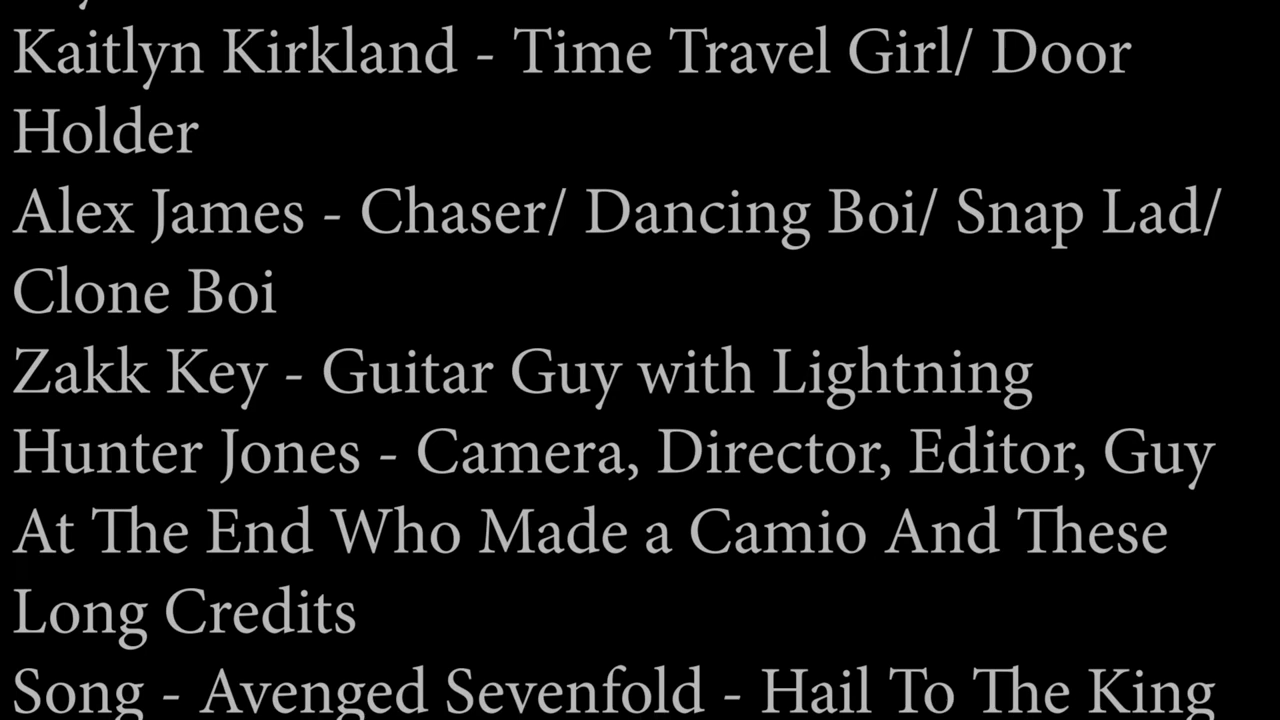 Kaitlyn Kirkland - Time Travel Girl/ Door
Holder
Alex James - Chaser/ Dancing Boi/ Snap Lad/
Clone Boi
Zakk Key - Guitar Guy with Lightning
Hunter Jones - Camera, Director, Editor, Guy
At The End Who Made a Camio And These
Long Credits
Song - Avenged Sevenfold - Hail To The King